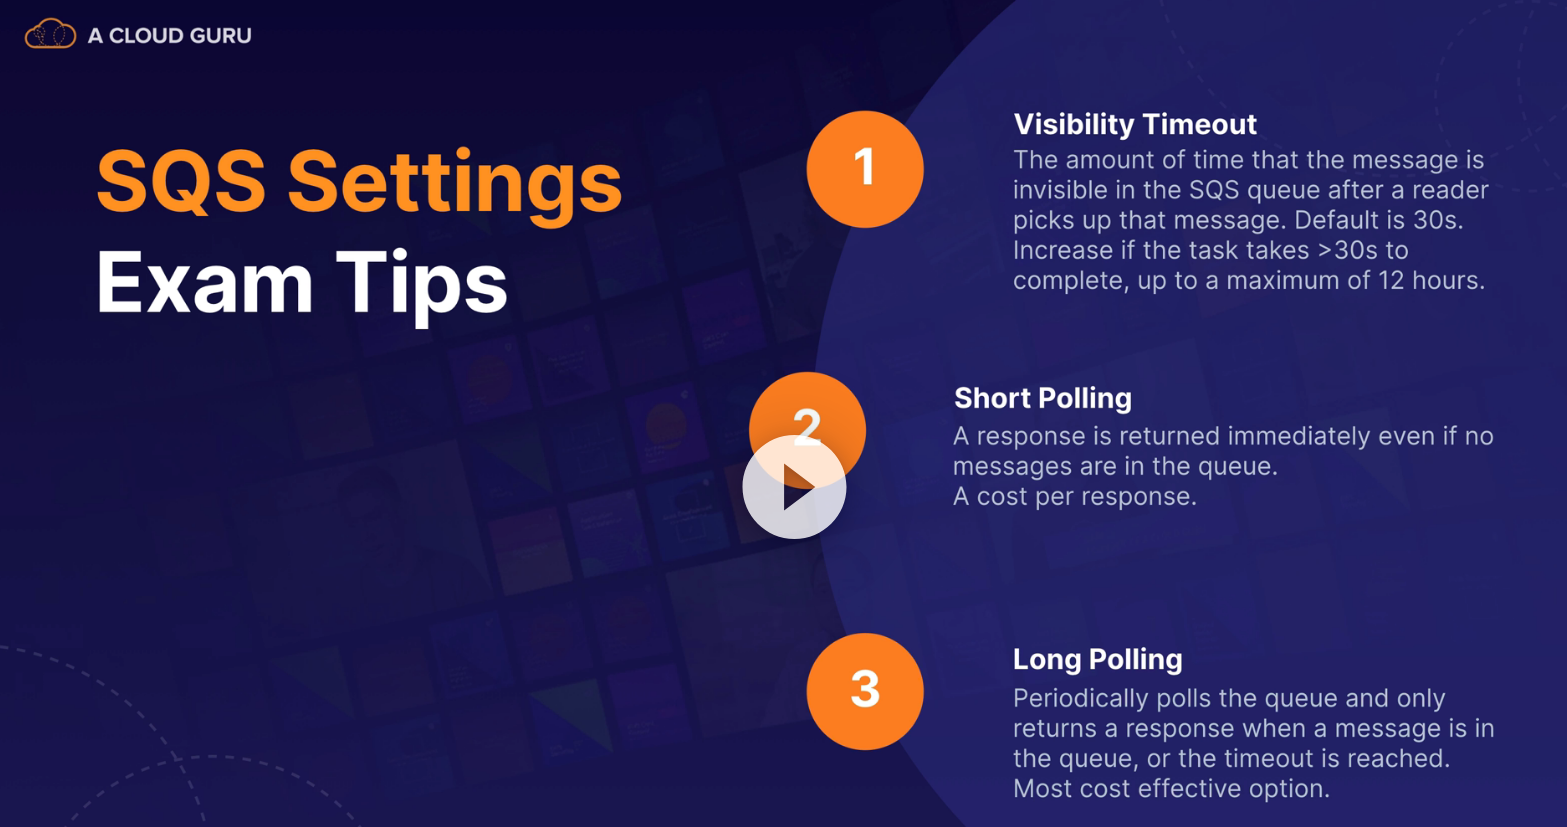 A CLOUD GURU
SQS Settings
Exam Tips
1
Visibility Timeout
The amount of time that the message is
invisible in the SQS queue after a reader
picks up that message. Default is 30s.
Increase if the task takes >30s to
complete, up to a maximum of 12 hours.
2
Short Polling
A response is returned immediately even if no
messages are in the queue.
A cost per response.
3
Long Polling
Periodically polls the queue and only
returns a response when a message is in
the queue, or the timeout is reached.
Most cost effective option.